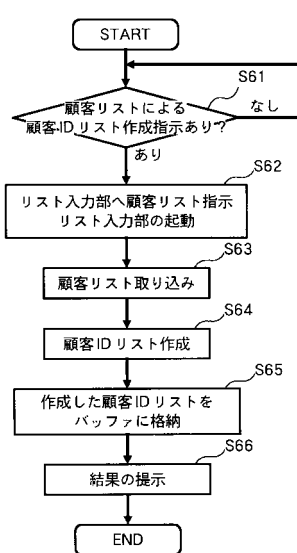 START
S61
顧客リストによる
顧客IDリスト作成指示あり?
なし
あり
S62
リスト入力部へ顧客リスト指示
リスト入力部の起動
S63
顧客リスト取り込み
S64
顧客IDリスト作成
S65
作成した顧客IDリストを
バッファに格納
S66
結果の提示
END